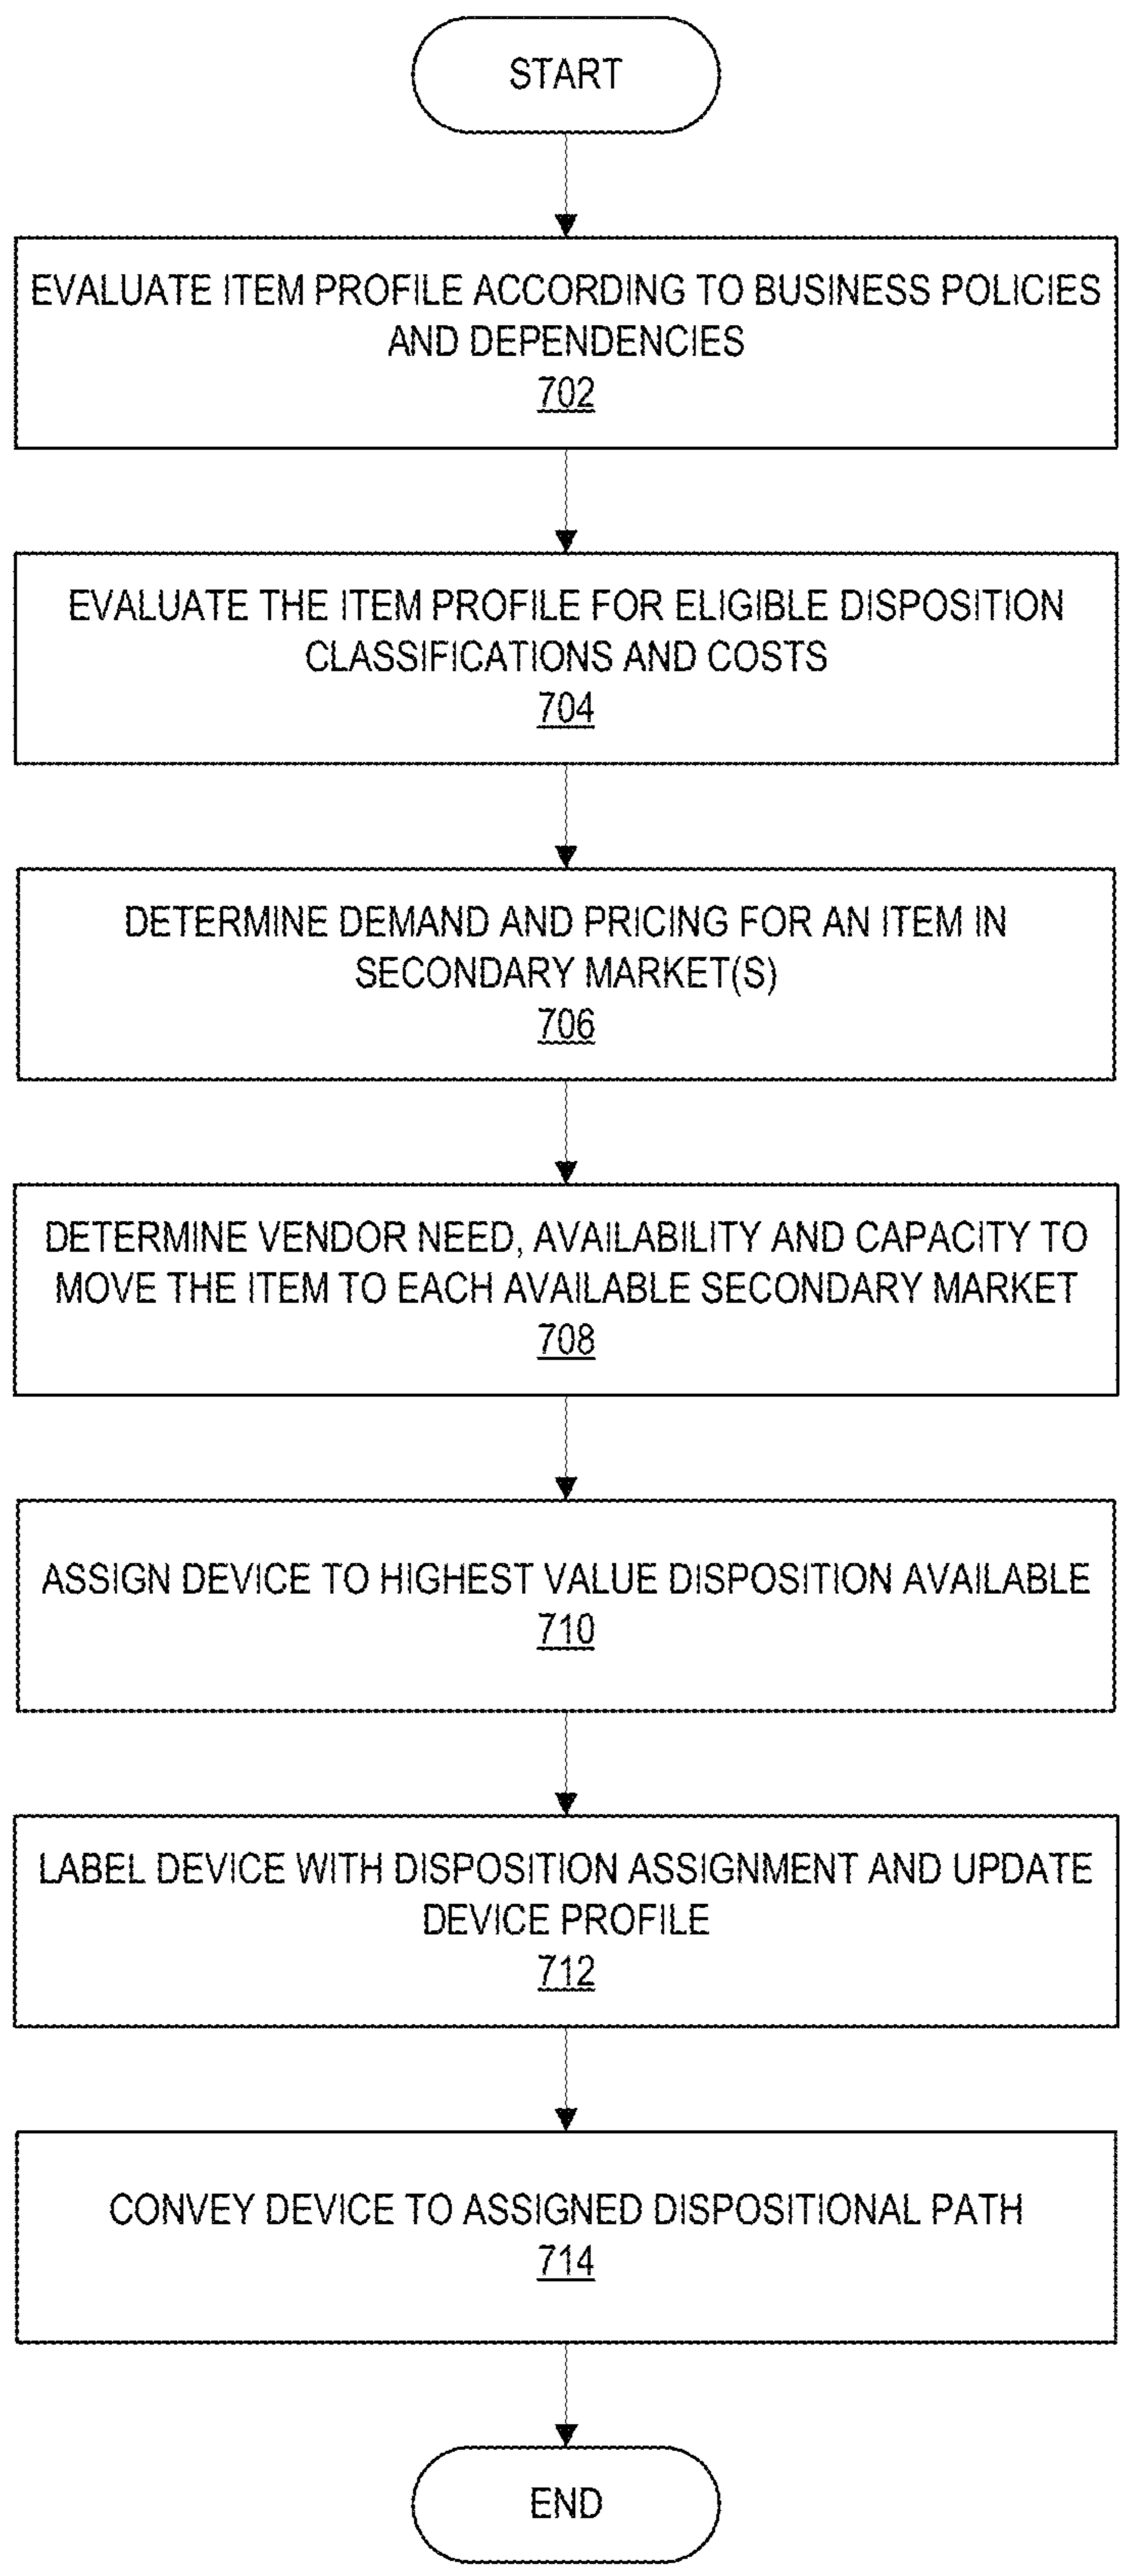 START
EVALUATE ITEM PROFILE ACCORDING TO BUSINESS POLICIES
AND DEPENDENCIES
702
EVALUATE THE ITEM PROFILE FOR ELIGIBLE DISPOSITION
CLASSIFICATIONS AND COSTS
704
DETERMINE DEMAND AND PRICING FOR AN ITEM IN
SECONDARY MARKET(S)
706
DETERMINE VENDOR NEED, AVAILABILITY AND CAPACITY TO
MOVE THE ITEM TO EACH AVAILABLE SECONDARY MARKET
708
ASSIGN DEVICE TO HIGHEST VALUE DISPOSITION AVAILABLE
710
LABEL DEVICE WITH DISPOSITION ASSIGNMENT AND UPDATE
DEVICE PROFILE
712
CONVEY DEVICE TO ASSIGNED DISPOSITIONAL PATH
714
END